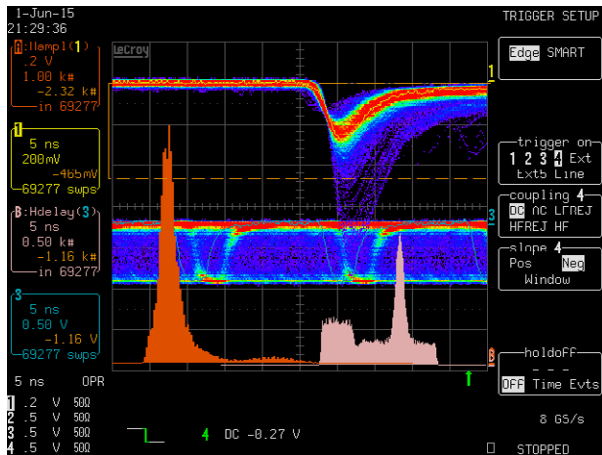 1-Jun-15
21:29:36
TRIGGER SETUP
LeCroy
A:Hampl(1)
.2 V
1.00 k#
-2.32 k#
in 69277
1
5 ns
200mV
-465mV
69277 swps
B:Hdelay(3)
5 ns
0.50 k#
-1.16 k#
in 69277
3
5 ns
0.50 V
-1.16 V
69277 swps
5 ns OPR
1 .2 V 50Ω
2 .5 V 50Ω
3 .5 V 50Ω
4 .5 V 50Ω
1
3
B
4 DC -0.27 V
Edge SMART
trigger on
1 2 3 4 Ext
Ext5 Line
coupling 4
DC AC LFREJ
HFREJ HF
slope 4
Pos Neg
Window
holdoff
- - -
OFF Time Evts
8 GS/s
STOPPED